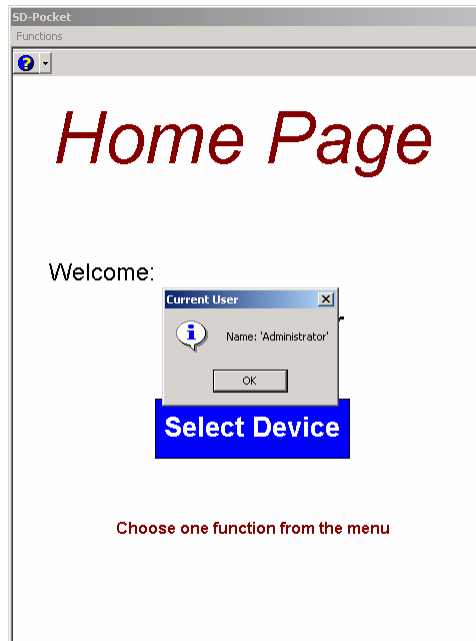 SD-Pocket
Functions
?
Home Page
Welcome:
Current User
Name: 'Administrator'
OK
Select Device
Choose one function from the menu